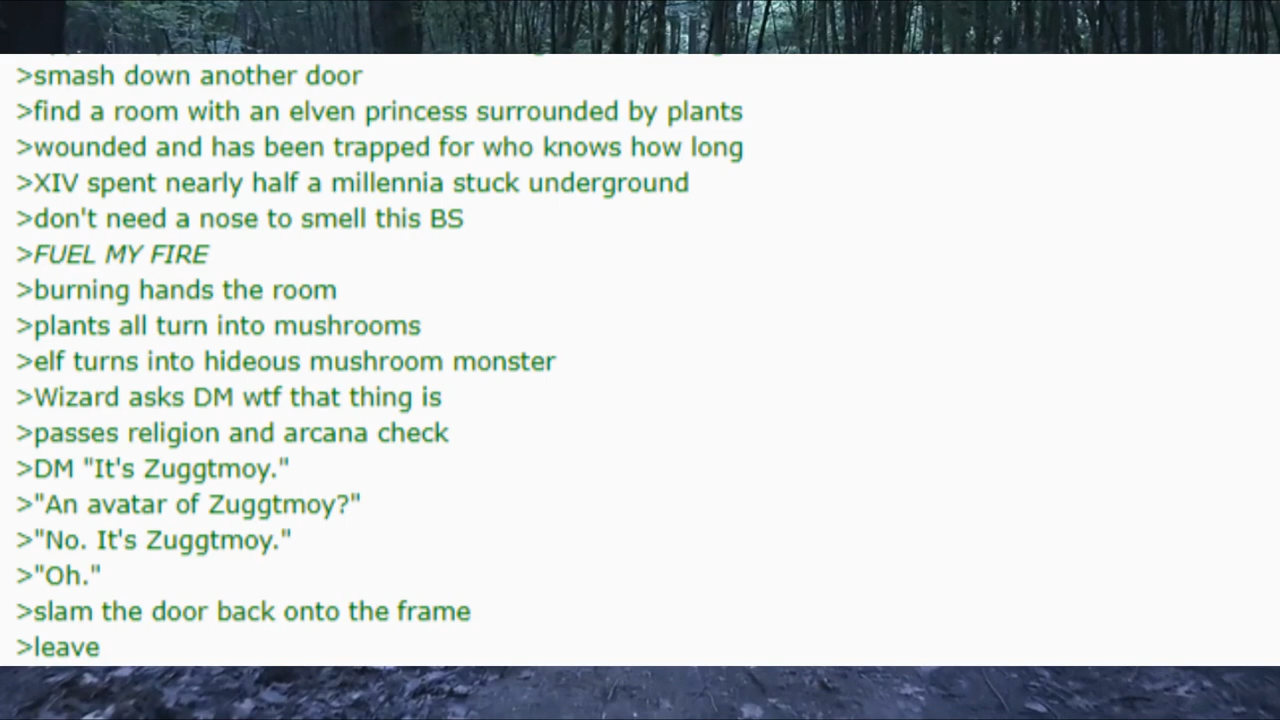 >smash down another door
>find a room with an elven princess surrounded by plants
>wounded and has been trapped for who knows how long
>XIV spent nearly half a millennia stuck underground
>don't need a nose to smell this BS
>FUEL MY FIRE
>burning hands the room
>plants all turn into mushrooms
>elf turns into hideous mushroom monster
>Wizard asks DM wtf that thing is
>passes religion and arcana check
>DM "It's Zuggtmoy."
>"An avatar of Zuggtmoy?"
>"No. It's Zuggtmoy."
>"Oh."
>slam the door back onto the frame
>leave